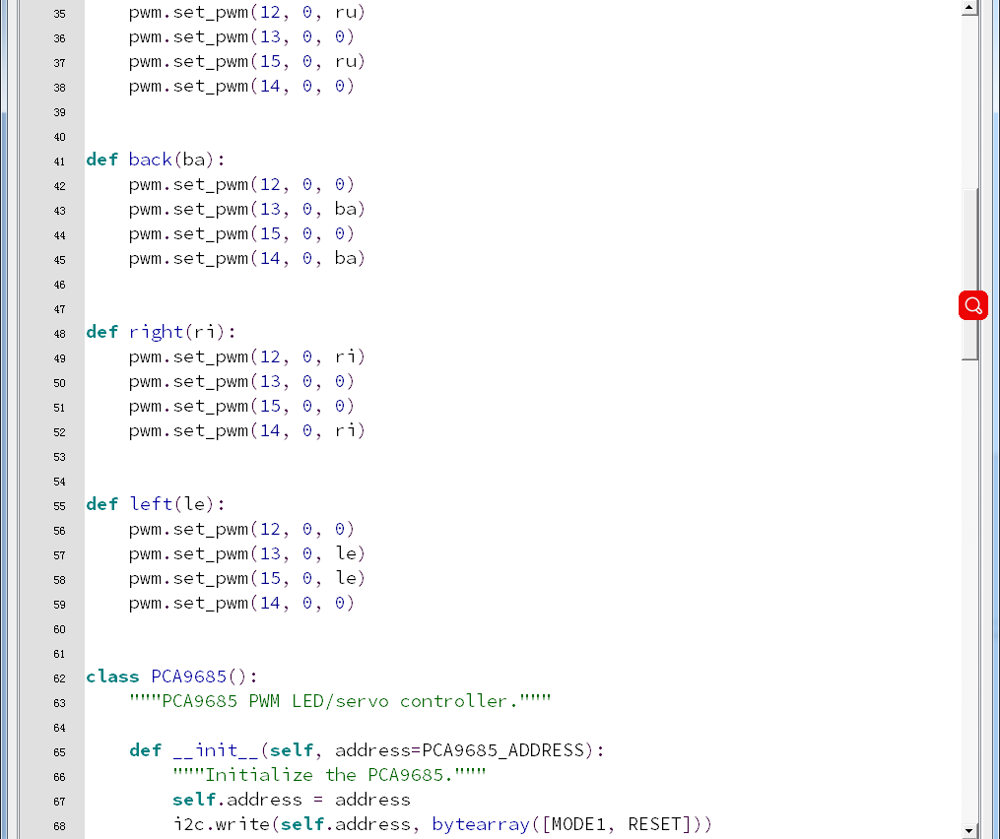 35 pwm.set_pwm(12, 0, ru)
36 pwm.set_pwm(13, 0, 0)
37 pwm.set_pwm(15, 0, ru)
38 pwm.set_pwm(14, 0, 0)
39
40
41 def back(ba):
42 pwm.set_pwm(12, 0, 0)
43 pwm.set_pwm(13, 0, ba)
44 pwm.set_pwm(15, 0, 0)
45 pwm.set_pwm(14, 0, ba)
46
47
48 def right(ri):
49 pwm.set_pwm(12, 0, ri)
50 pwm.set_pwm(13, 0, 0)
51 pwm.set_pwm(15, 0, 0)
52 pwm.set_pwm(14, 0, ri)
53
54
55 def left(le):
56 pwm.set_pwm(12, 0, 0)
57 pwm.set_pwm(13, 0, le)
58 pwm.set_pwm(15, 0, le)
59 pwm.set_pwm(14, 0, 0)
60
61
62 class PCA9685():
63 """PCA9685 PWM LED/servo controller."""
64
65 def __init__(self, address=PCA9685_ADDRESS):
66 """Initialize the PCA9685."""
67 self.address = address
68 i2c.write(self.address, bytearray([MODE1, RESET]))